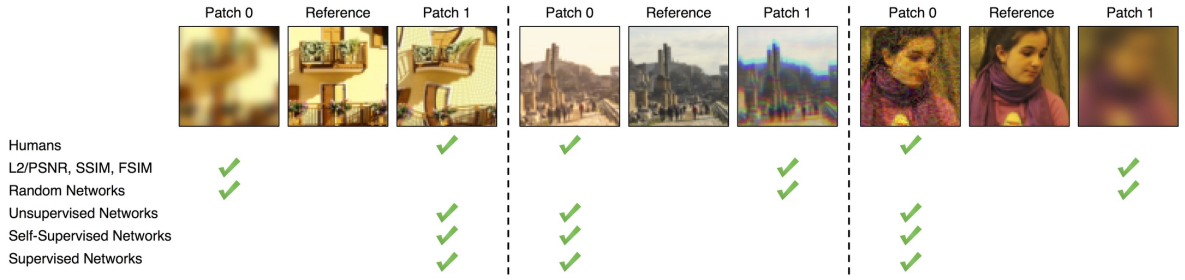 Patch 0 Reference Patch 1 Patch 0 Reference Patch 1 Patch 0 Reference Patch 1
Humans
L2/PSNR, SSIM, FSIM
Random Networks
Unsupervised Networks
Self-Supervised Networks
Supervised Networks